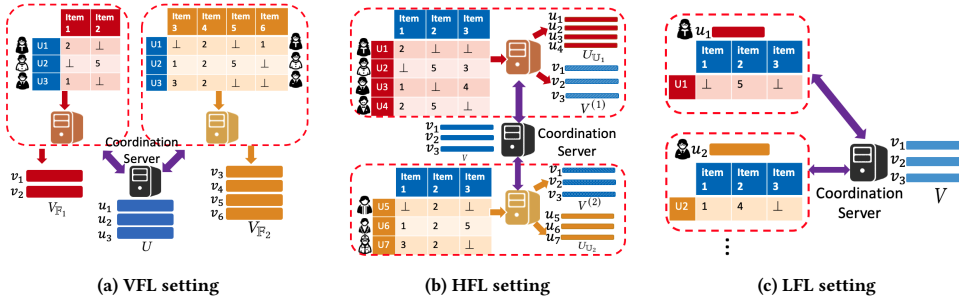 Item 1 Item 2
U1 2 ⊥
U2 ⊥ 5
U3 1 ⊥
v1
v2
V𝔽1
Item 3 Item 4 Item 5 Item 6
U1 ⊥ 2 ⊥ 1
U2 1 2 5 ⊥
U3 3 2 ⊥ ⊥
Coordination
Server
u1
u2
u3
U
v3
v4
v5
v6
V𝔽2
(a) VFL setting
Item 1 Item 2 Item 3
U1 2 ⊥ ⊥
U2 ⊥ 5 3
U3 1 ⊥ 4
U4 2 5 ⊥
u1
u2
u3
u4
U𝕌1
v1
v2
v3
V(1)
v1
v2
v3
V
Coordination
Server
Item 1 Item 2 Item 3
U5 ⊥ 2 ⊥
U6 1 2 5
U7 3 2 ⊥
v1
v2
v3
V(2)
u5
u6
u7
U𝕌2
(b) HFL setting
u1
Item 1 Item 2 Item 3
U1 ⊥ 5 ⊥
u2
Item 1 Item 2 Item 3
U2 1 4 ⊥
⋮
Coordination
Server
v1
v2
v3
V
(c) LFL setting